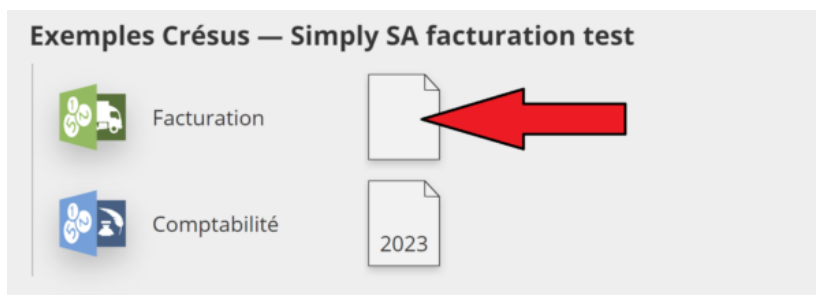 Exemples Crésus — Simply SA facturation test
Facturation
Comptabilité
2023